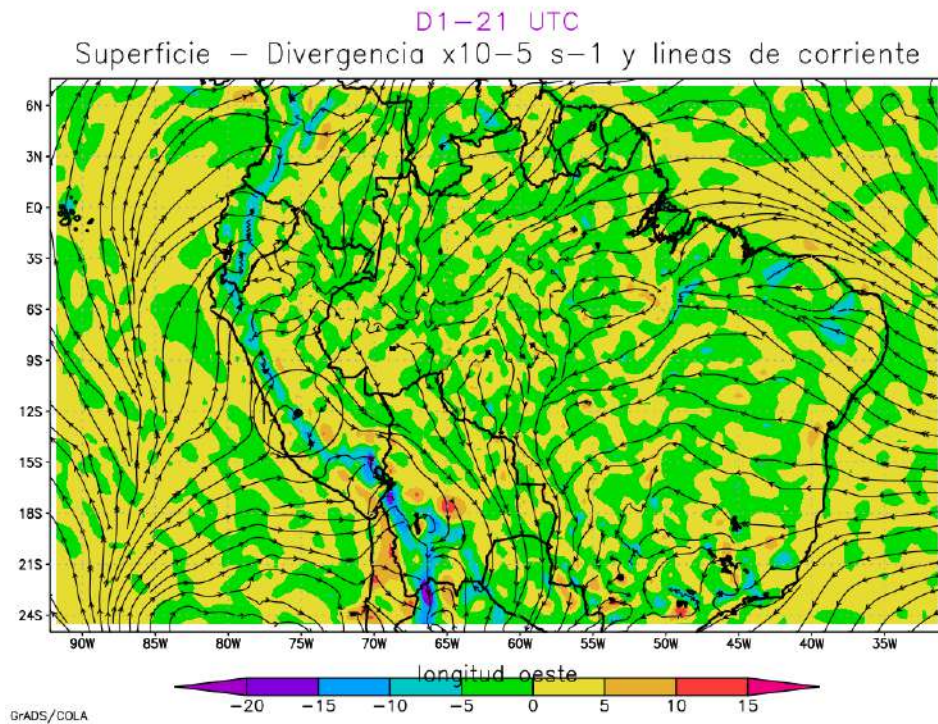 D1-21 UTC
Superficie - Divergencia x10-5 s-1 y lineas de corriente
6N
3N
EQ
3S
6S
9S
12S
15S
18S
21S
24S
90W 85W 80W 75W 70W 65W 60W 55W 50W 45W 40W 35W
longitud oeste
-20 -15 -10 -5 0 5 10 15
GrADS/COLA